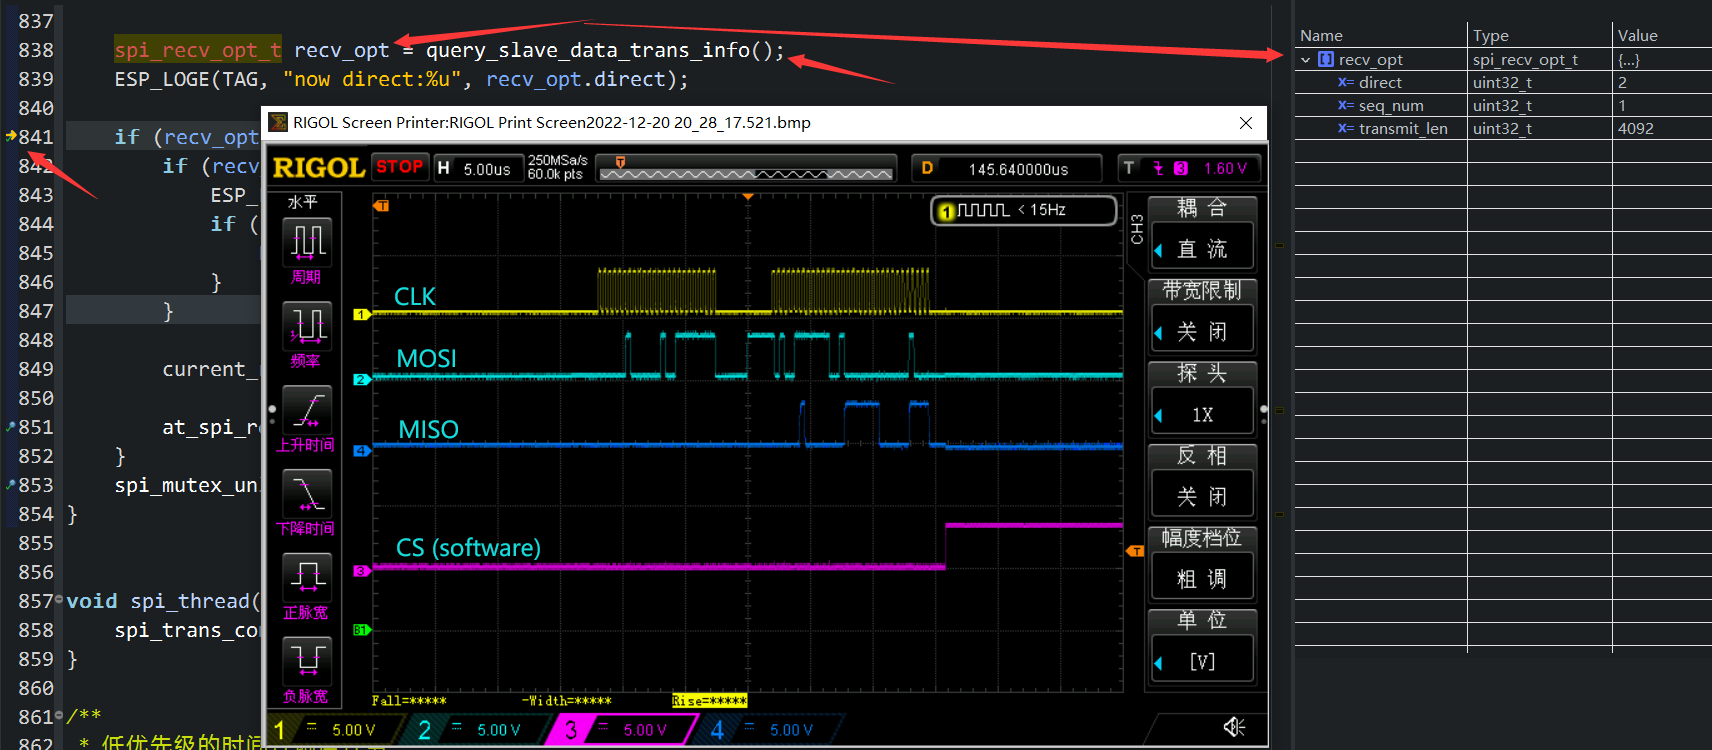 837
838 spi_recv_opt_t recv_opt = query_slave_data_trans_info();
839 ESP_LOGE(TAG, "now direct:%u", recv_opt.direct);
840
841 if (recv_opt
842 if (recv
843 ESP_
844 if (
845
846 }
847 }
848
849 current_
850
851 at_spi_re
852 }
853 spi_mutex_un
854 }
855
856
857 void spi_thread(
858 spi_trans_co
859 }
860
861 /**
862 * 低优先级的时间
RIGOL Screen Printer:RIGOL Print Screen2022-12-20 20_28_17.521.bmp
RIGOL STOP H 5.00us 250MSa/s 60.0k pts T D 145.640000us T 3 1.60 V
水平
周期
频率
上升时间
下降时间
正脉宽
负脉宽
T
1 < 15Hz
CLK
1
MOSI
2
MISO
4
CS (software)
3
T
B1
Fall=***** -Width=***** Rise=*****
CH3
耦 合
直 流
带宽限制
关 闭
探 头
1X
反 相
关 闭
幅度档位
粗 调
单 位
[V]
1 = 5.00 V 2 = 5.00 V 3 = 5.00 V 4 = 5.00 V
Name Type Value
recv_opt spi_recv_opt_t {...}
direct uint32_t 2
seq_num uint32_t 1
transmit_len uint32_t 4092